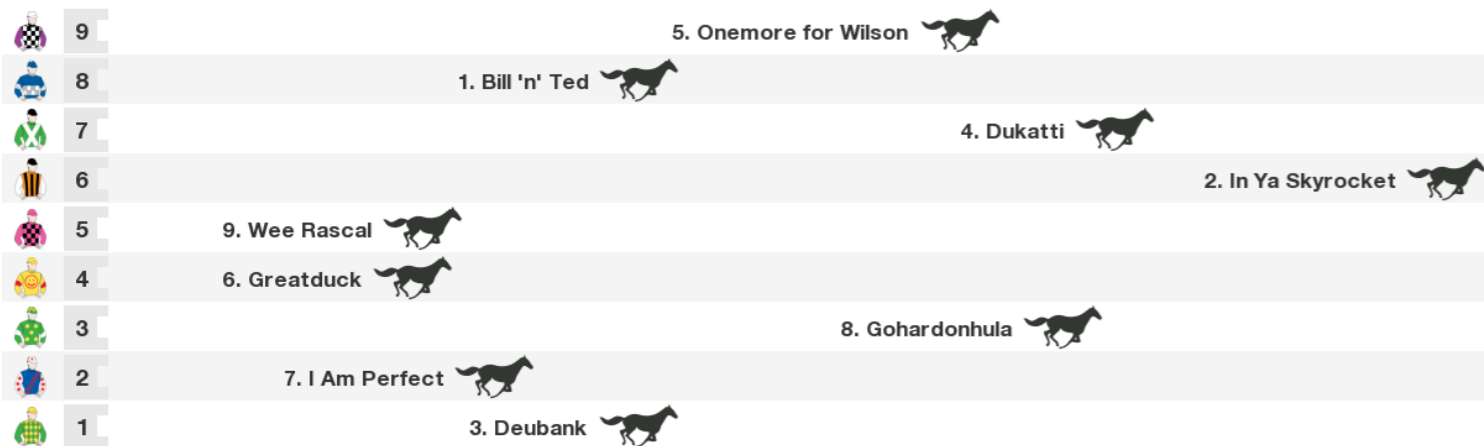 9 5. Onemore for Wilson
8 1. Bill 'n' Ted
7 4. Dukatti
6 2. In Ya Skyrocket
5 9. Wee Rascal
4 6. Greatduck
3 8. Gohardonhula
2 7. I Am Perfect
1 3. Deubank